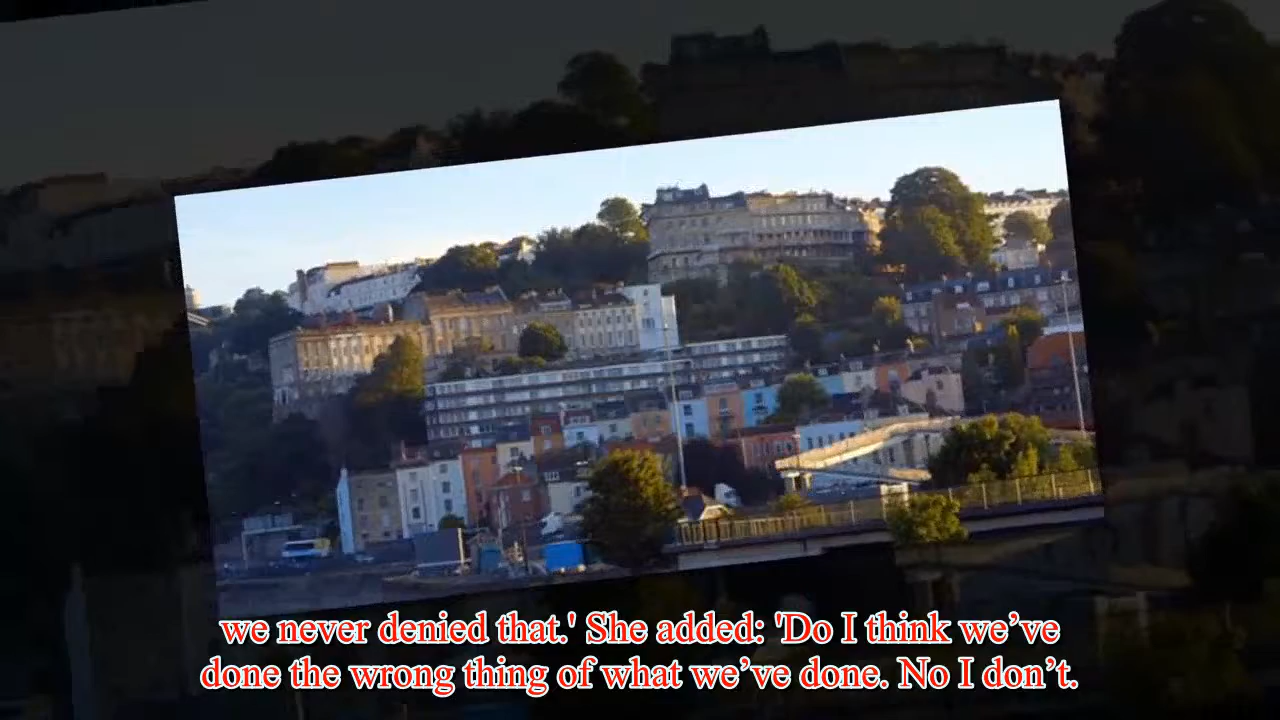 we never denied that.' She added: 'Do I think we’ve
done the wrong thing of what we’ve done. No I don’t.